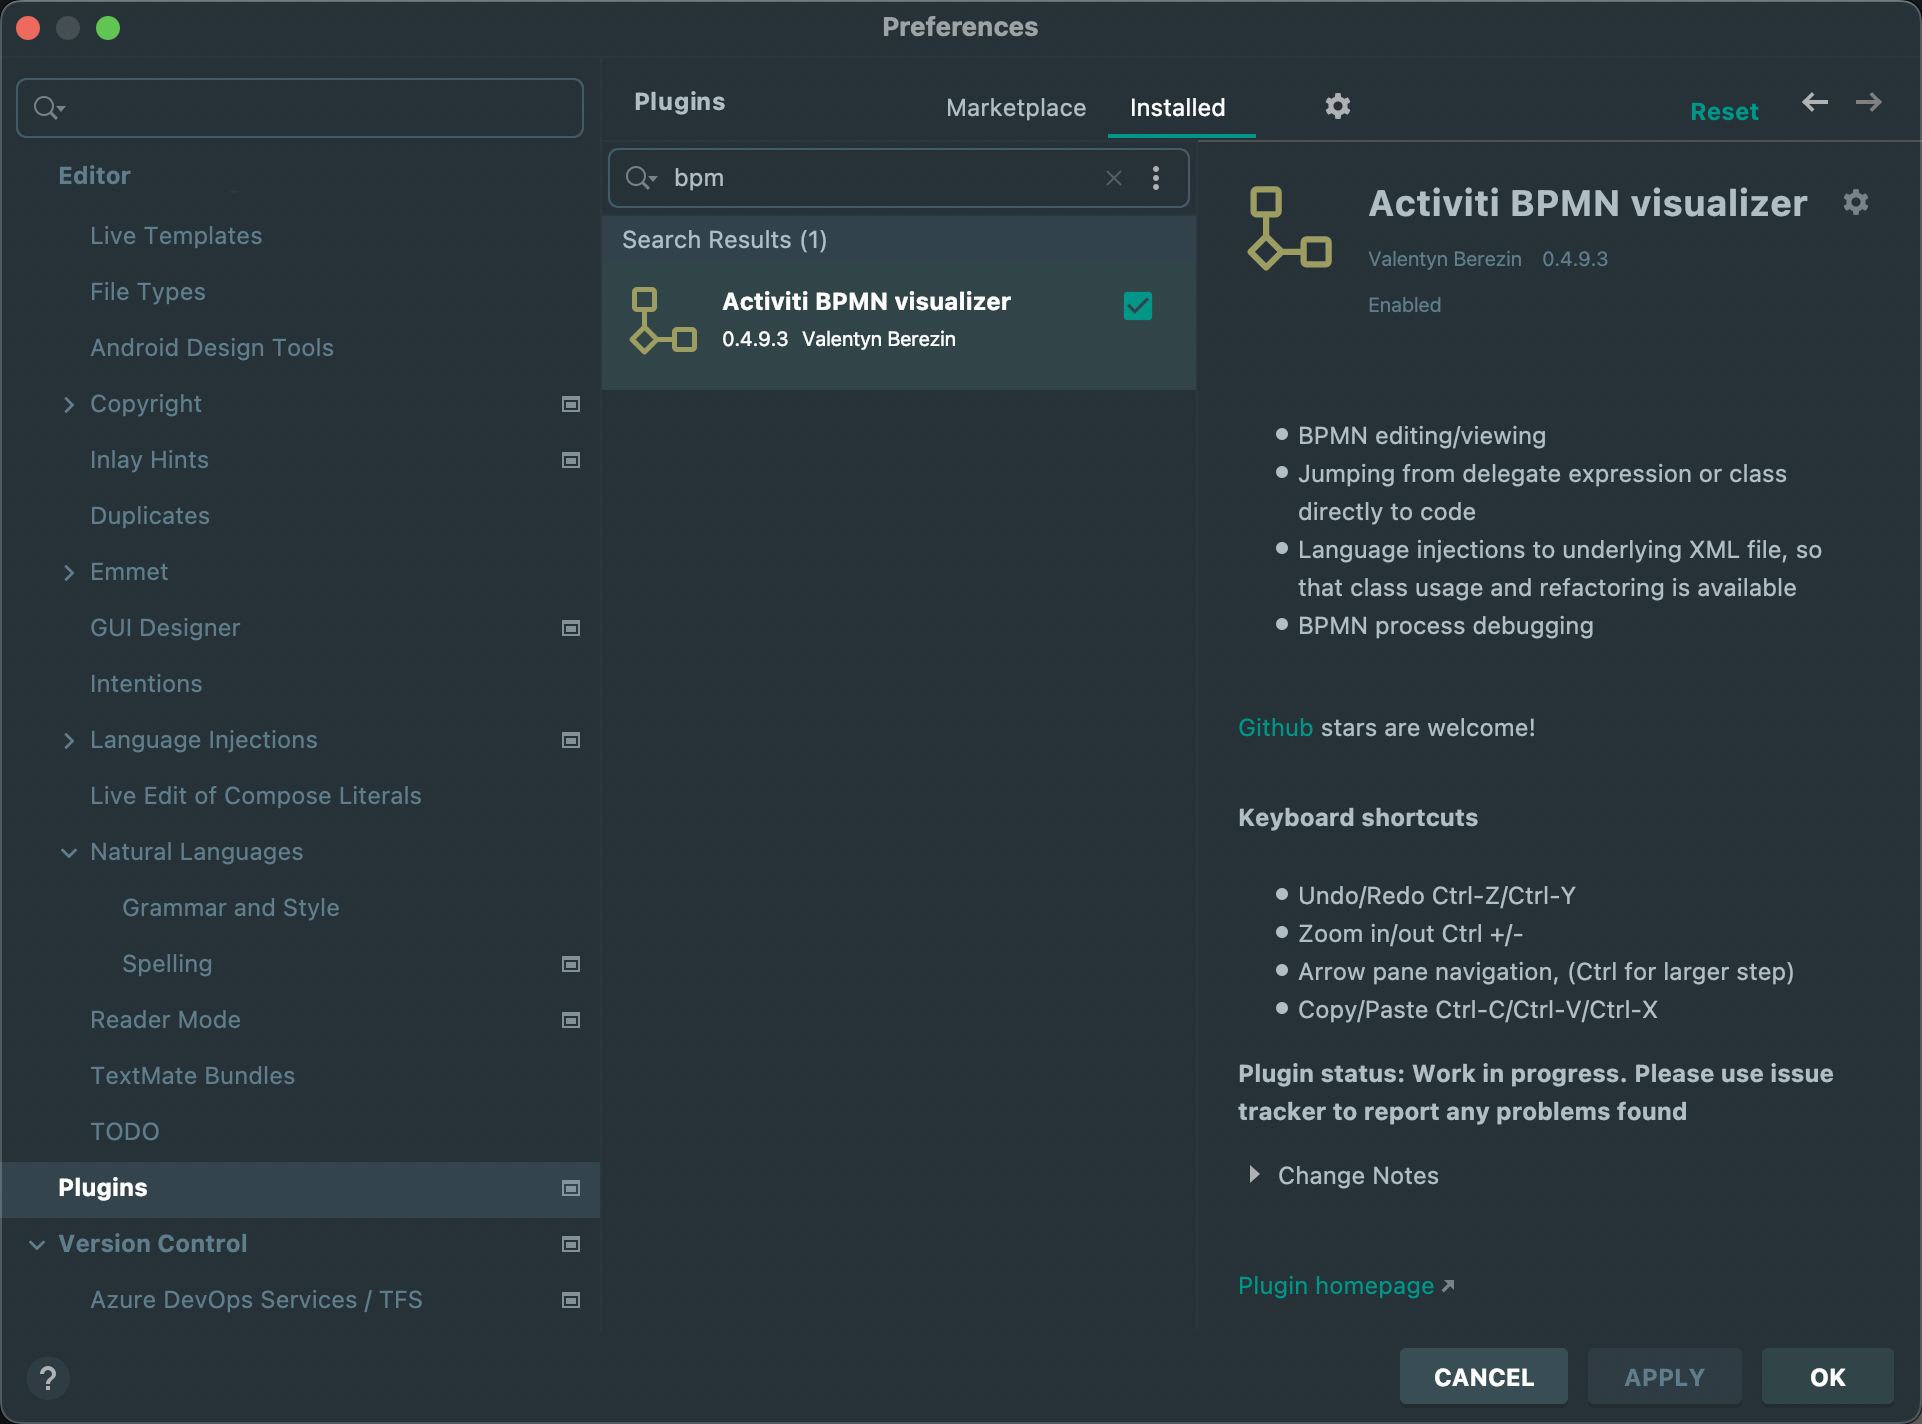 Preferences
Editor
Live Templates
File Types
Android Design Tools
Copyright
Inlay Hints
Duplicates
Emmet
GUI Designer
Intentions
Language Injections
Live Edit of Compose Literals
Natural Languages
Grammar and Style
Spelling
Reader Mode
TextMate Bundles
TODO
Plugins
Version Control
Azure DevOps Services / TFS
?
Plugins
Marketplace
Installed
Reset
bpm
Search Results (1)
Activiti BPMN visualizer
0.4.9.3 Valentyn Berezin
Activiti BPMN visualizer
Valentyn Berezin 0.4.9.3
Enabled
BPMN editing/viewing
Jumping from delegate expression or class
directly to code
Language injections to underlying XML file, so
that class usage and refactoring is available
BPMN process debugging
Github stars are welcome!
Keyboard shortcuts
Undo/Redo Ctrl-Z/Ctrl-Y
Zoom in/out Ctrl +/-
Arrow pane navigation, (Ctrl for larger step)
Copy/Paste Ctrl-C/Ctrl-V/Ctrl-X
Plugin status: Work in progress. Please use issue
tracker to report any problems found
Change Notes
Plugin homepage
CANCEL
APPLY
OK